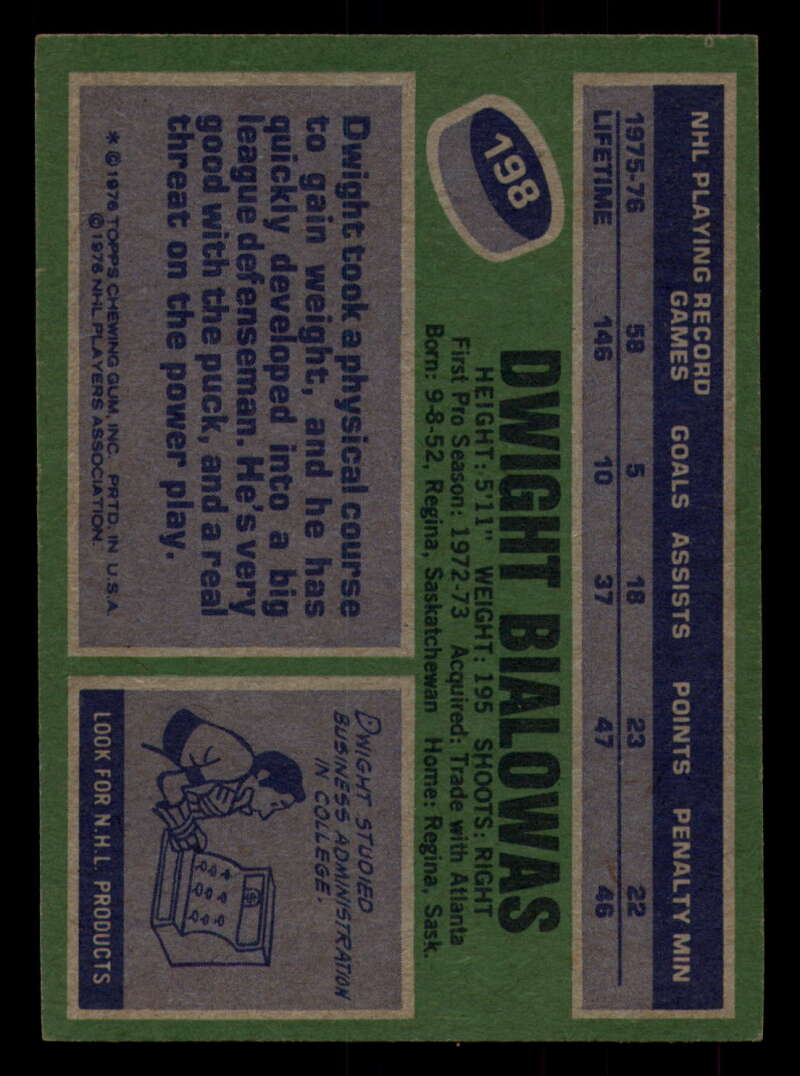 NHL PLAYING RECORD
GAMES GOALS ASSISTS POINTS PENALTY MIN
1975-76 58 5 18 23 22
LIFETIME 146 10 37 47 46
198
DWIGHT BIALOWAS
HEIGHT: 5'11" WEIGHT: 195 SHOOTS: RIGHT
First Pro Season: 1972-73 Acquired: Trade with Atlanta
Born: 9-8-52, Regina, Saskatchewan Home: Regina, Sask.
Dwight took a physical course
to gain weight, and he has
quickly developed into a big
league defenseman. He's very
good with the puck, and a real
threat on the power play.
* © 1976 TOPPS CHEWING GUM, INC. PRTD. IN U.S.A.
© 1976 NHL PLAYERS ASSOCIATION.
DWIGHT STUDIED
BUSINESS ADMINISTRATION
IN COLLEGE.
$
LOOK FOR N.H.L. PRODUCTS